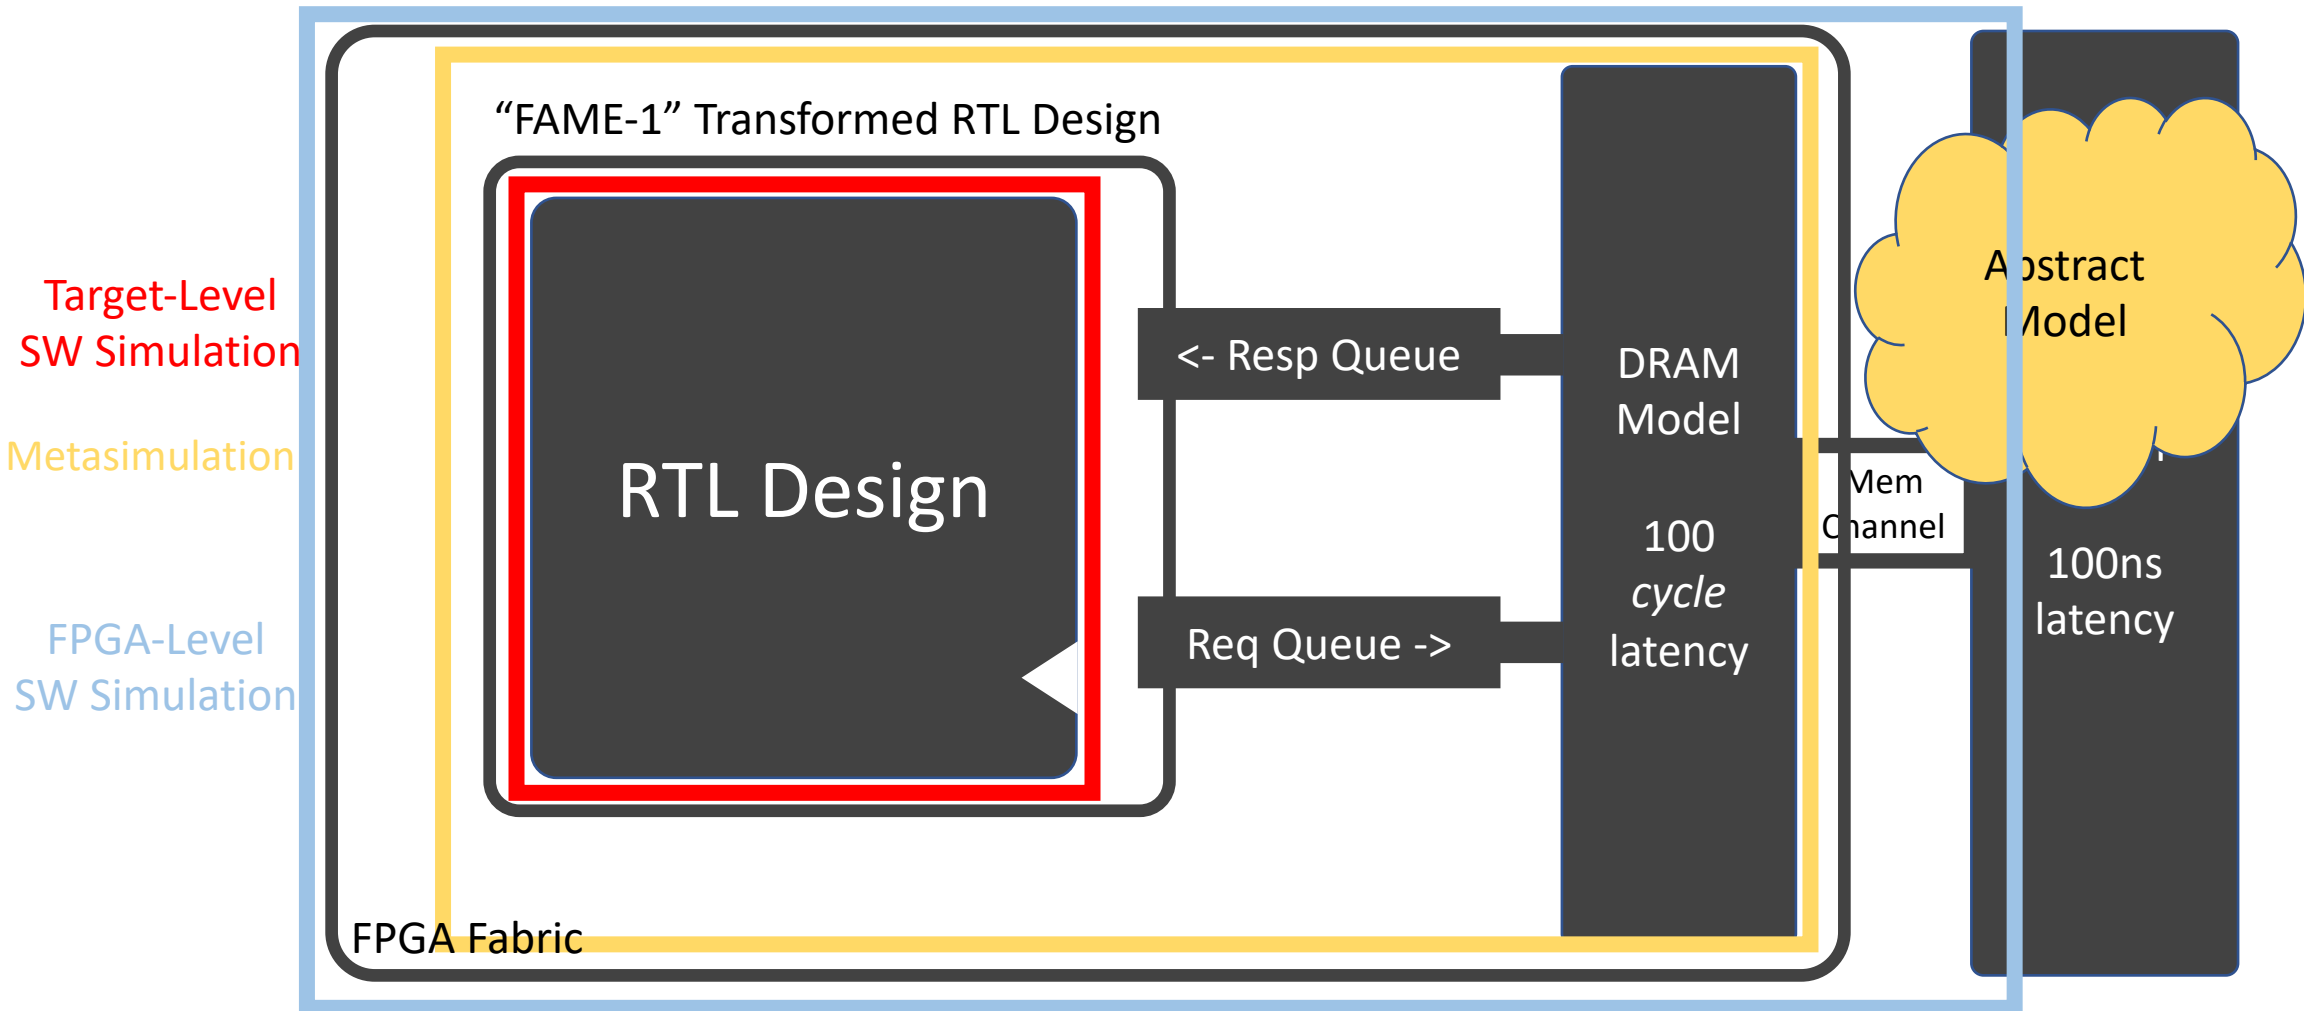 “FAME-1” Transformed RTL Design
Target-Level
SW Simulation
Metasimulation
FPGA-Level
SW Simulation
RTL Design
<- Resp Queue
Req Queue ->
DRAM
Model
100
cycle
latency
Mem
Channel
Abstract
Model
100ns
latency
FPGA Fabric